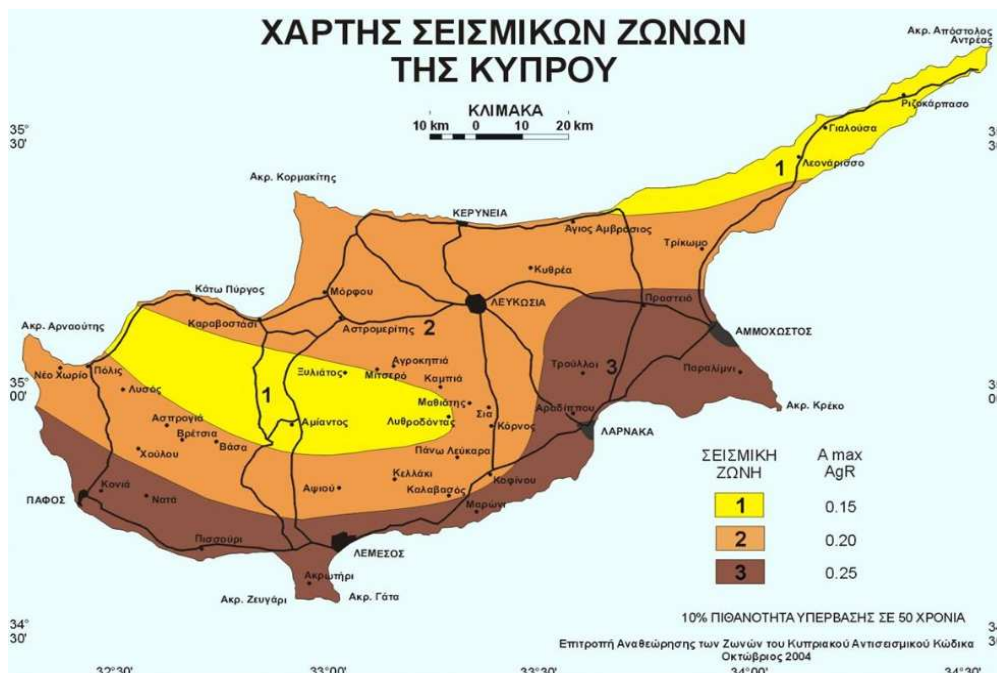 ΧΑΡΤΗΣ ΣΕΙΣΜΙΚΩΝ ΖΩΝΩΝ
ΤΗΣ ΚΥΠΡΟΥ
Ακρ. Απόστολος
Αντρέας
ΚΛΙΜΑΚΑ
10 km 0 10 20 km
35°
30'
Ριζοκάρπασο
Γιαλούσα
Λεονάρισσο
1
Ακρ. Κορμακίτης
ΚΕΡΥΝΕΙΑ
Άγιος Αμβρόσιος
Τρίκωμο
Κυθρέα
Κάτω Πύργος
Μόρφου
ΛΕΥΚΩΣΙΑ
Πραστειό
Καραβοστάσι
Αστρομερίτης
2
ΑΜΜΟΧΩΣΤΟΣ
Ακρ. Αρναούτης
Νέο Χωρίο
Πόλις
Αγροκηπιά
Τρούλλοι
3
Παραλίμνι
Ξυλιάτος
Μιτσερό
35°
00'
Λυσός
1
Καμπιά
Μαθιάτης
Σια
Αραδίππου
Ακρ. Κρέκο
Ασπρογιά
Αμίαντος
Λυθροδόντας
Κόρνος
ΛΑΡΝΑΚΑ
Βρέτσια
Βάσα
Χούλου
Πάνω Λεύκαρα
Κελλάκι
Κοφίνου
ΠΑΦΟΣ
Κονιά
Νατά
Αψιού
Καλαβασός
Μαρώνι
Πισσούρι
ΛΕΜΕΣΟΣ
Ακρωτήρι
Ακρ. Ζευγάρι
Ακρ. Γάτα
ΣΕΙΣΜΙΚΗ
ΖΩΝΗ
A max
AgR
1 0.15
2 0.20
3 0.25
10% ΠΙΘΑΝΟΤΗΤΑ ΥΠΕΡΒΑΣΗΣ ΣΕ 50 ΧΡΟΝΙΑ
34°
30'
Επιτροπή Αναθεώρησης των Ζωνών του Κυπριακού Αντισεισμικού Κώδικα
Οκτώβριος 2004
32°30' 33°00' 33°30' 34°00' 34°30'